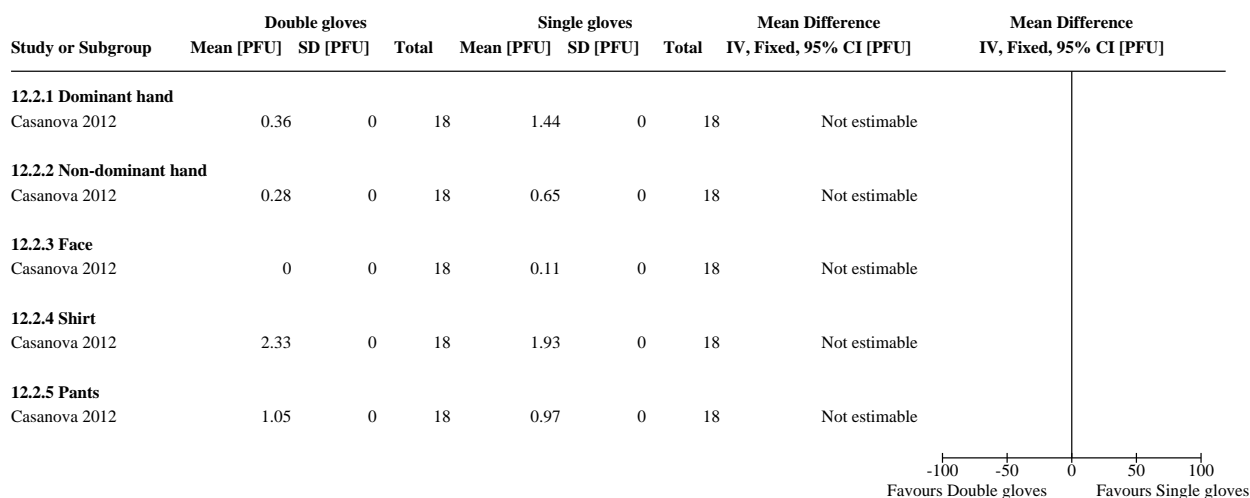 Double gloves Single gloves Mean Difference Mean Difference
Study or Subgroup Mean [PFU] SD [PFU] Total Mean [PFU] SD [PFU] Total IV, Fixed, 95% CI [PFU] IV, Fixed, 95% CI [PFU]
12.2.1 Dominant hand
Casanova 2012 0.36 0 18 1.44 0 18 Not estimable
12.2.2 Non-dominant hand
Casanova 2012 0.28 0 18 0.65 0 18 Not estimable
12.2.3 Face
Casanova 2012 0 0 18 0.11 0 18 Not estimable
12.2.4 Shirt
Casanova 2012 2.33 0 18 1.93 0 18 Not estimable
12.2.5 Pants
Casanova 2012 1.05 0 18 0.97 0 18 Not estimable
-100 -50 0 50 100
Favours Double gloves Favours Single gloves